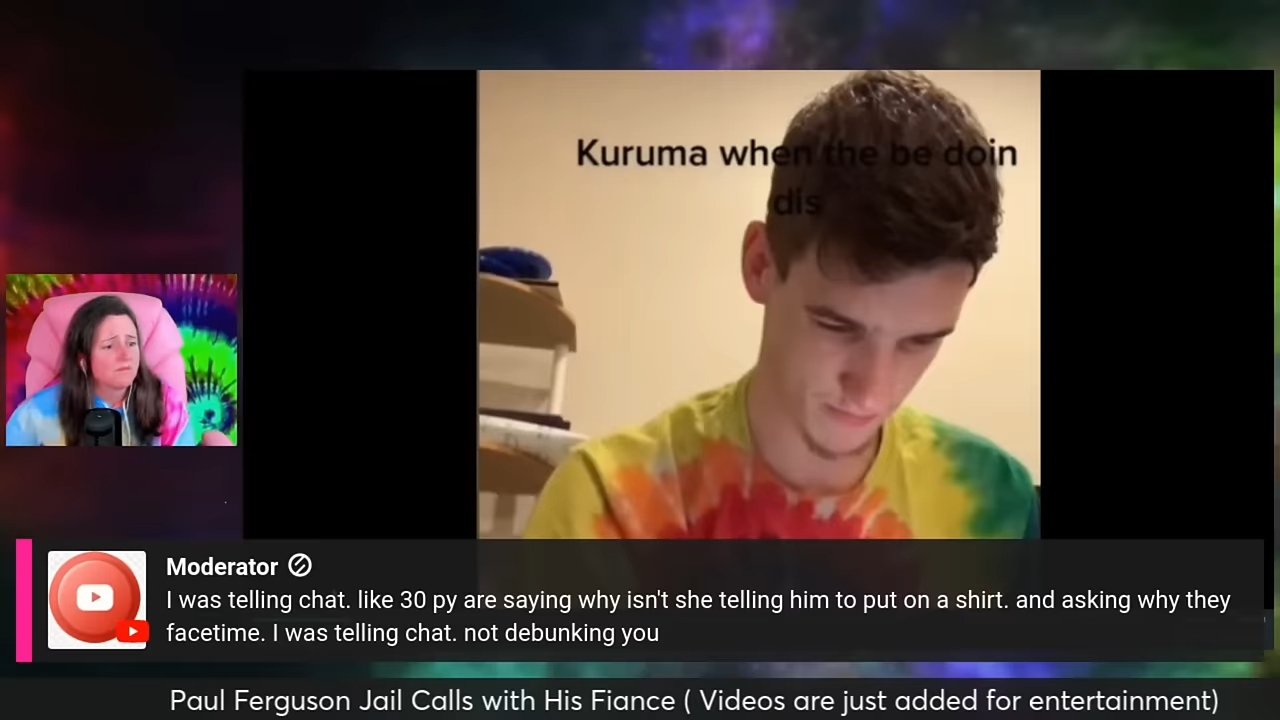 Kuruma when the be doin
dis
Moderator
I was telling chat. like 30 py are saying why isn't she telling him to put on a shirt. and asking why they
facetime. I was telling chat. not debunking you
Paul Ferguson Jail Calls with His Fiance ( Videos are just added for entertainment)